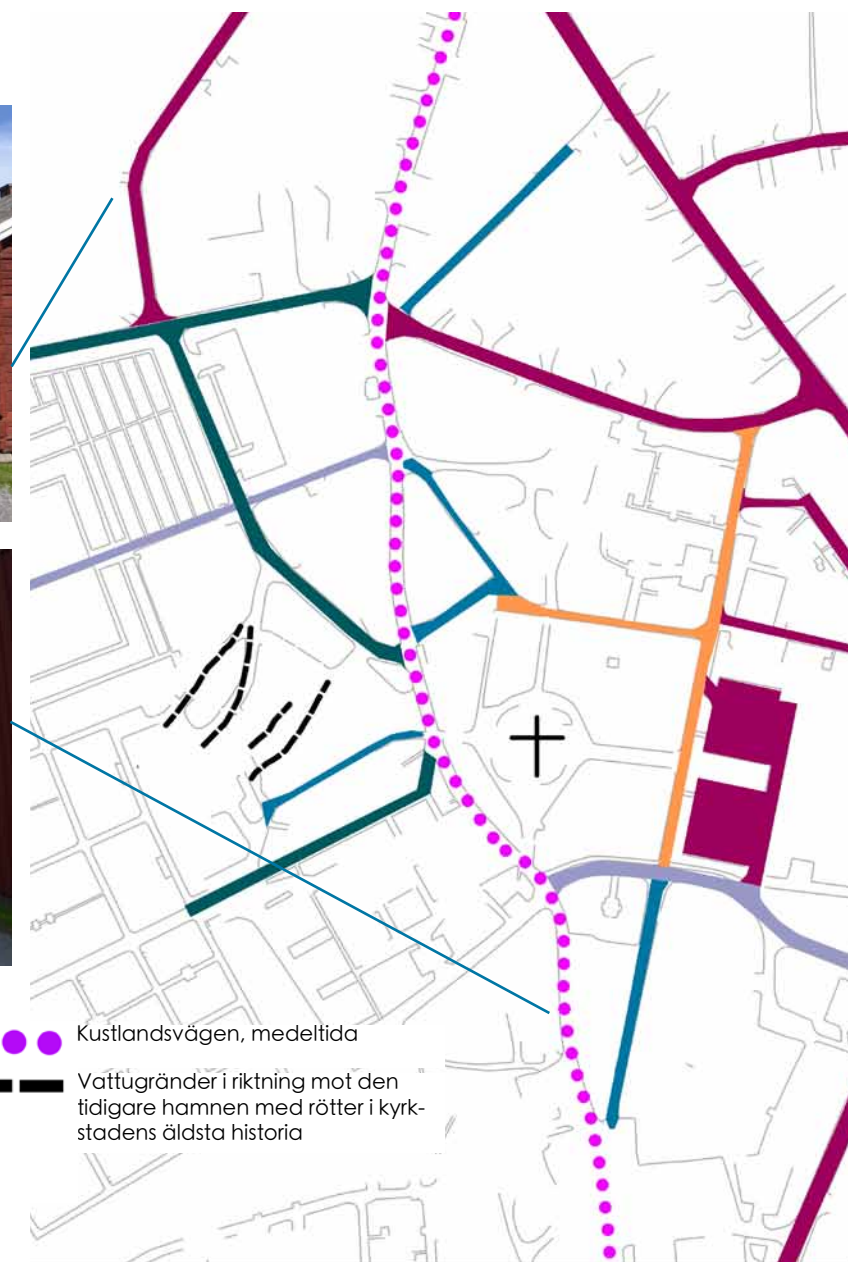 Kustlandsvägen, medeltida
Vattugränder i riktning mot den
tidigare hamnen med rötter i kyrk-
stadens äldsta historia